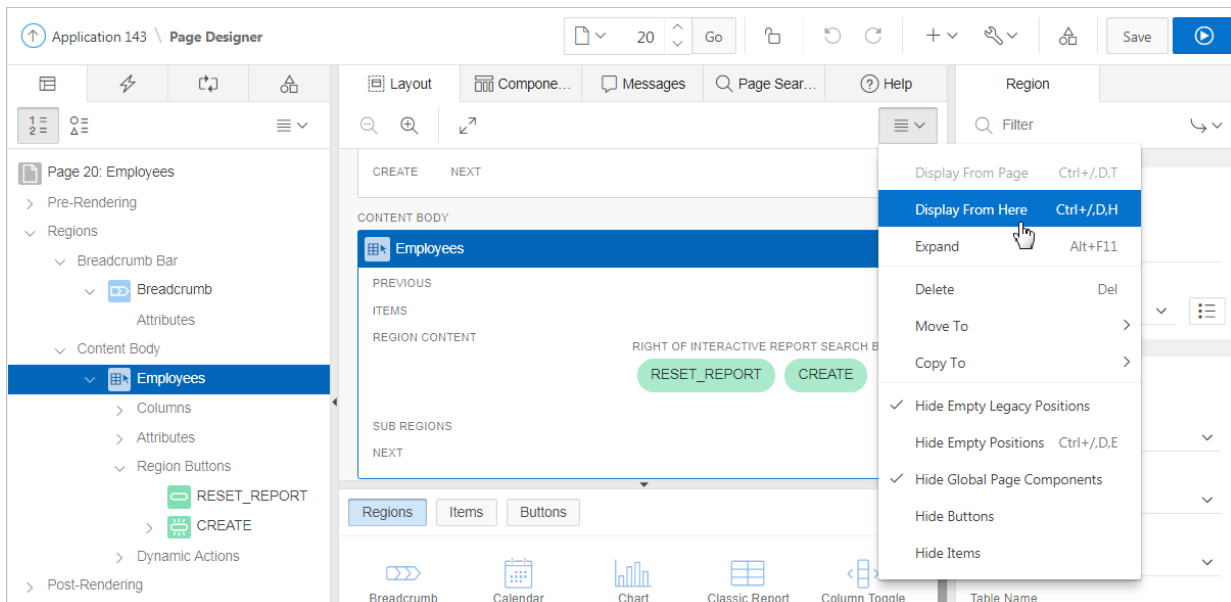 Application 143 \ Page Designer
20 Go
Save
Layout
Compone...
Messages
Page Sear...
Help
Region
Filter
Page 20: Employees
Pre-Rendering
Regions
Breadcrumb Bar
Breadcrumb
Attributes
Content Body
Employees
Columns
Attributes
Region Buttons
RESET_REPORT
CREATE
Dynamic Actions
Post-Rendering
CREATE NEXT
CONTENT BODY
Employees
PREVIOUS
ITEMS
REGION CONTENT
RIGHT OF INTERACTIVE REPORT SEARCH B
RESET_REPORT CREATE
SUB REGIONS
NEXT
Regions Items Buttons
Breadcrumb Calendar Chart Classic Report Column Toggle
Display From Page Ctrl+/,D,T
Display From Here Ctrl+/,D,H
Expand Alt+F11
Delete Del
Move To
Copy To
Hide Empty Legacy Positions
Hide Empty Positions Ctrl+/,D,E
Hide Global Page Components
Hide Buttons
Hide Items
Table Name